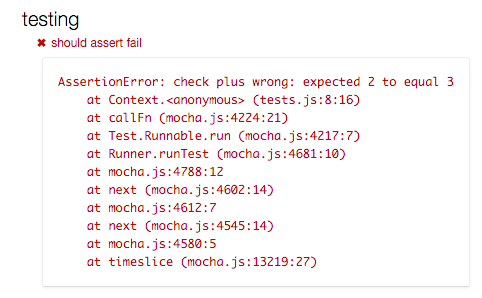 testing
✖ should assert fail
AssertionError: check plus wrong: expected 2 to equal 3
at Context.<anonymous> (tests.js:8:16)
at callFn (mocha.js:4224:21)
at Test.Runnable.run (mocha.js:4217:7)
at Runner.runTest (mocha.js:4681:10)
at mocha.js:4788:12
at next (mocha.js:4602:14)
at mocha.js:4612:7
at next (mocha.js:4545:14)
at mocha.js:4580:5
at timeslice (mocha.js:13219:27)